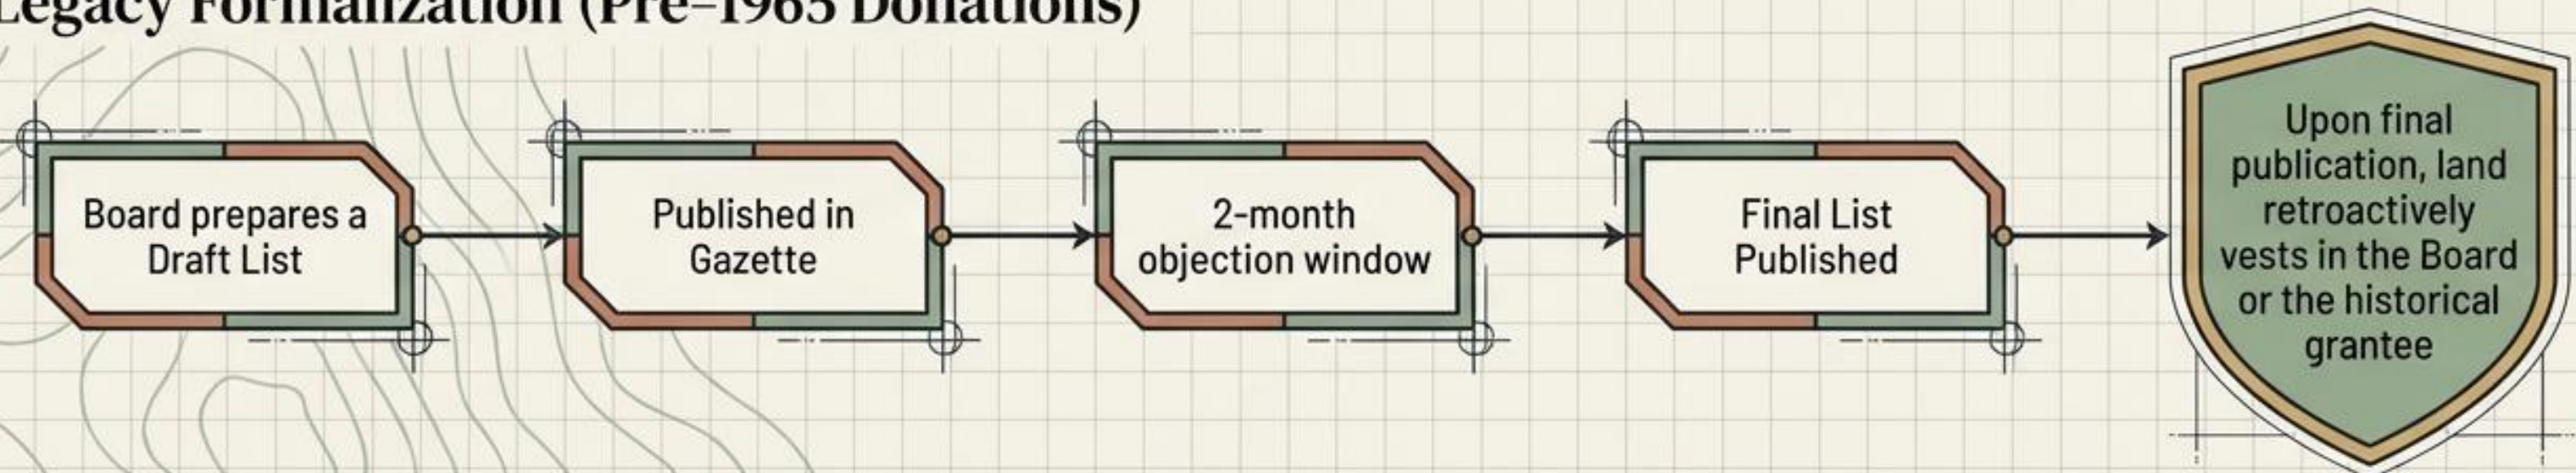 Legacy Formalization (Pre-1965 Donations)
Board prepares a
Draft List
Published in
Gazette
2-month
objection window
Final List
Published
Upon final
publication, land
retroactively
vests in the Board
or the historical
grantee